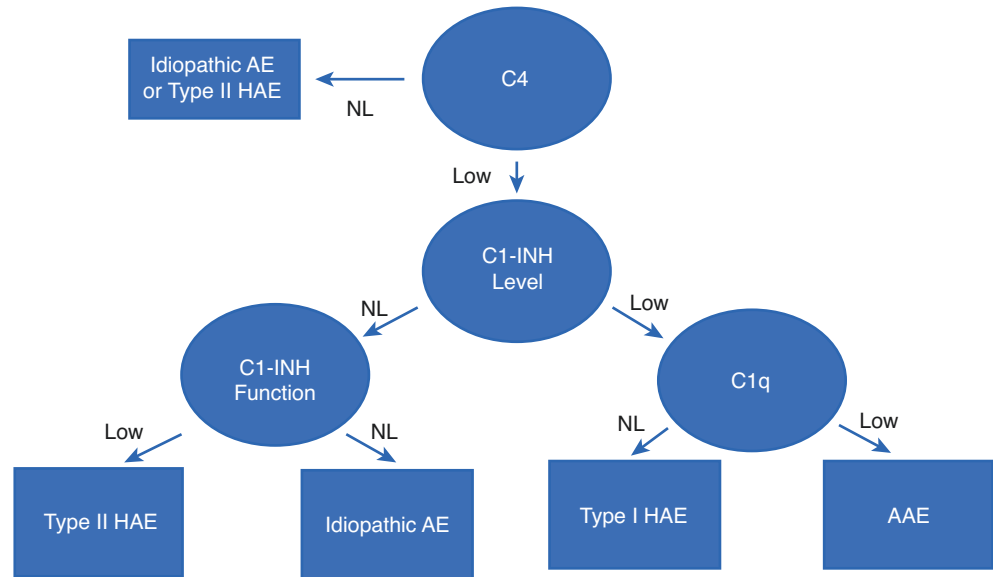 Idiopathic AE
or Type II HAE
NL
C4
Low
C1-INH
Level
NL
Low
C1-INH
Function
C1q
Low
NL
NL
Low
Type II HAE
Idiopathic AE
Type I HAE
AAE